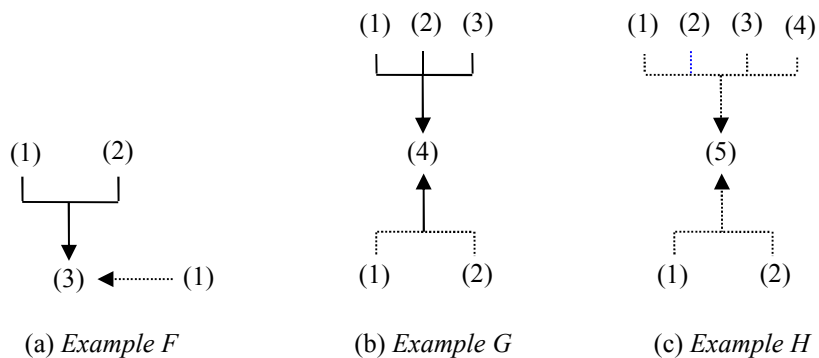 (1) (2) (3) (1) (2) (3) (4)
(1) (2) (4) (5)
(3) (1) (1) (2) (1) (2)
(a) Example F (b) Example G (c) Example H